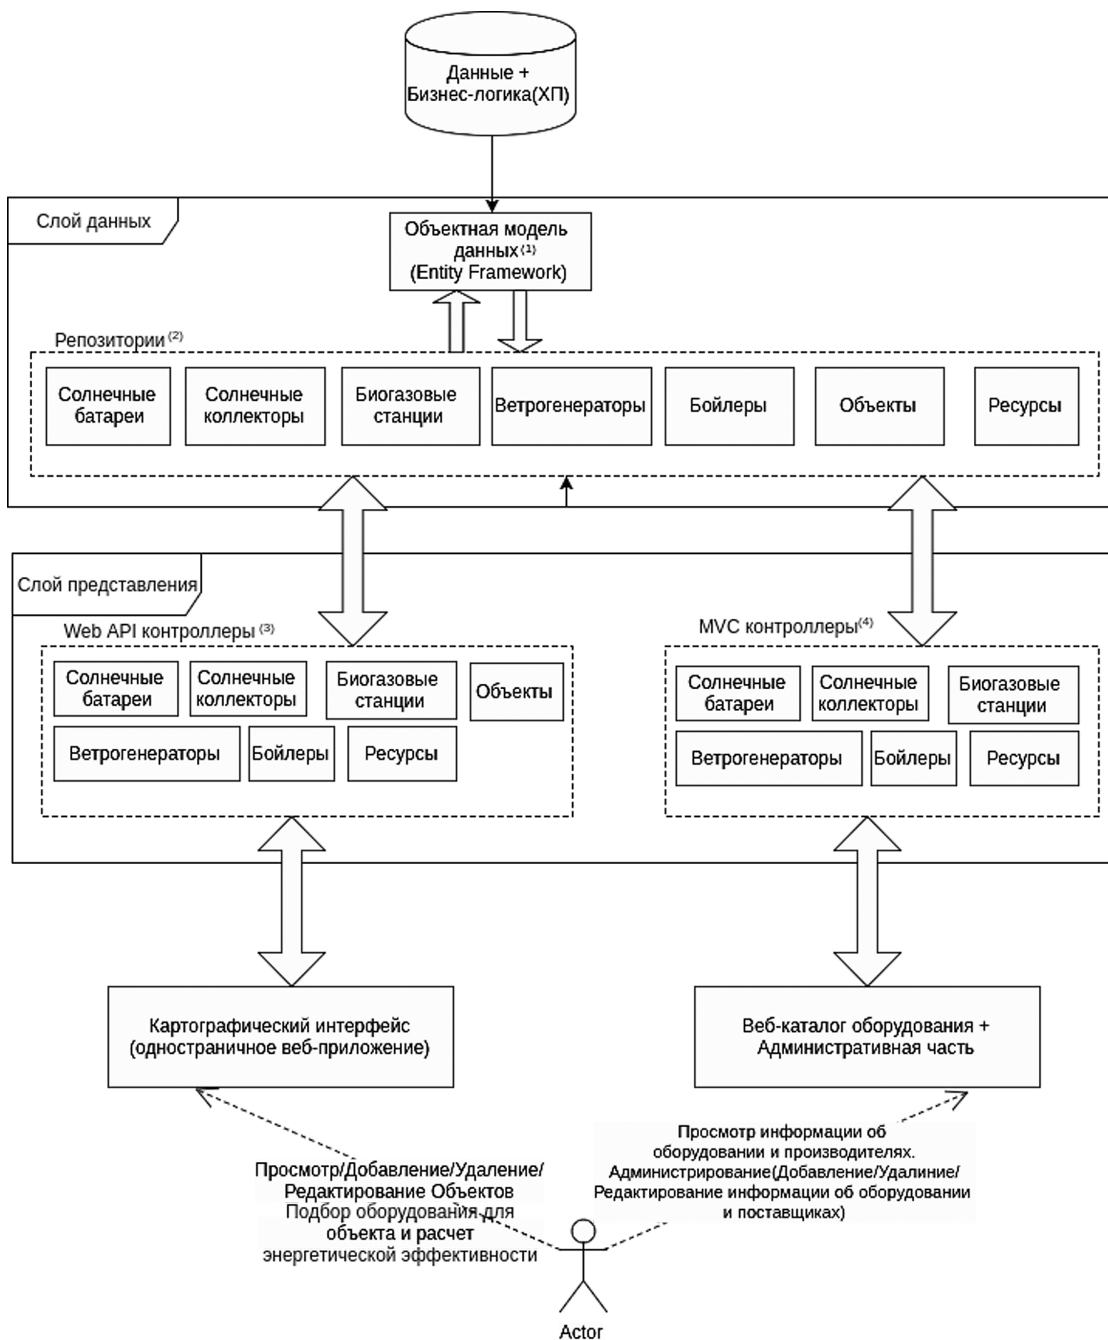 Данные +
Бизнес-логика(ХП)
Слой данных
Объектная модель
данных(1)
(Entity Framework)
Репозитории(2)
Солнечные
батареи
Солнечные
коллекторы
Биогазовые
станции
Ветрогенераторы
Бойлеры
Объекты
Ресурсы
Слой представления
Web API контроллеры (3)
Солнечные
батареи
Солнечные
коллекторы
Биогазовые
станции
Объекты
Ветрогенераторы
Бойлеры
Ресурсы
MVC контроллеры(4)
Солнечные
батареи
Солнечные
коллекторы
Биогазовые
станции
Ветрогенераторы
Бойлеры
Ресурсы
Картографический интерфейс
(одностраничное веб-приложение)
Веб-каталог оборудования +
Административная часть
Просмотр/Добавление/Удаление/
Редактирование Объектов
Подбор оборудования для
объекта и расчет
энергетической эффективности
Просмотр информации об
оборудовании и производителях.
Администрирование(Добавление/Удалиние/
Редактирование информации об оборудовании
и поставщиках)
Actor